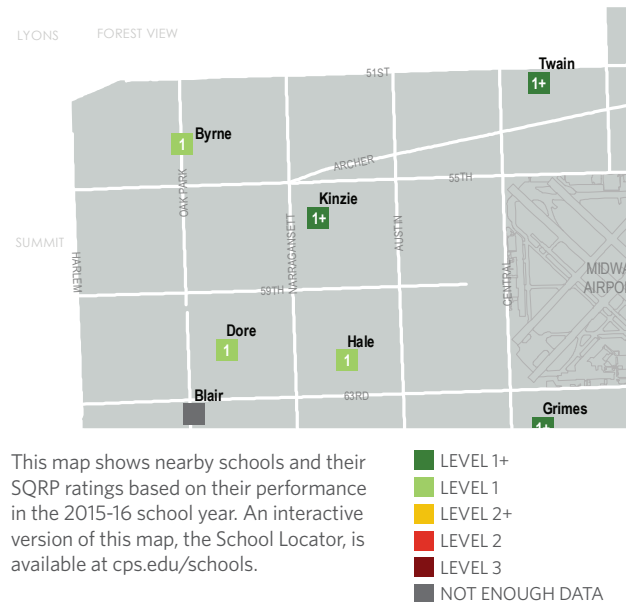 LYONS
FOREST VIEW
51ST
Twain
1+
Byrne
1
ARCHER
55TH
OAK PARK
Kinzie
1+
NARRAGANSETT
AUSTIN
SUMMIT
HARLEM
CENTRAL
MIDWA
AIRPOR
59TH
Dore
1
Hale
1
Blair
63RD
Grimes
1+
This map shows nearby schools and their
SQRP ratings based on their performance
in the 2015-16 school year. An interactive
version of this map, the School Locator, is
available at cps.edu/schools.
LEVEL 1+
LEVEL 1
LEVEL 2+
LEVEL 2
LEVEL 3
NOT ENOUGH DATA